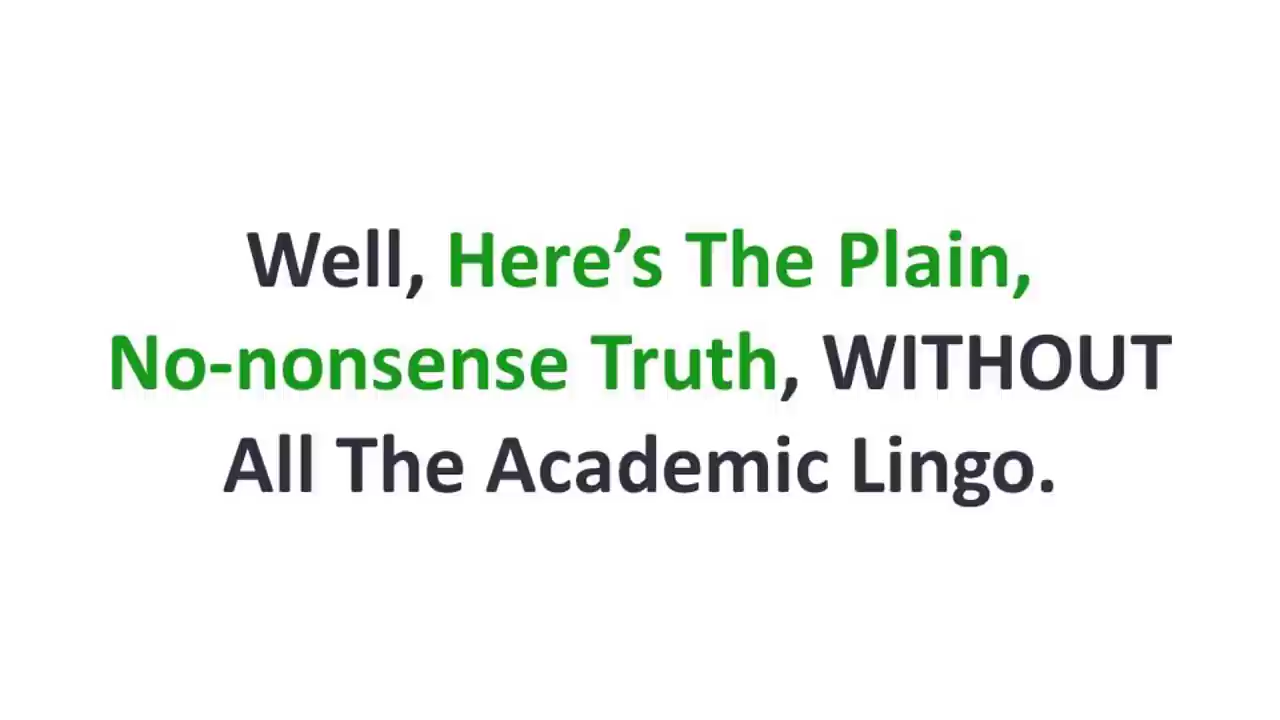 Well, Here’s The Plain,
No-nonsense Truth, WITHOUT
All The Academic Lingo.